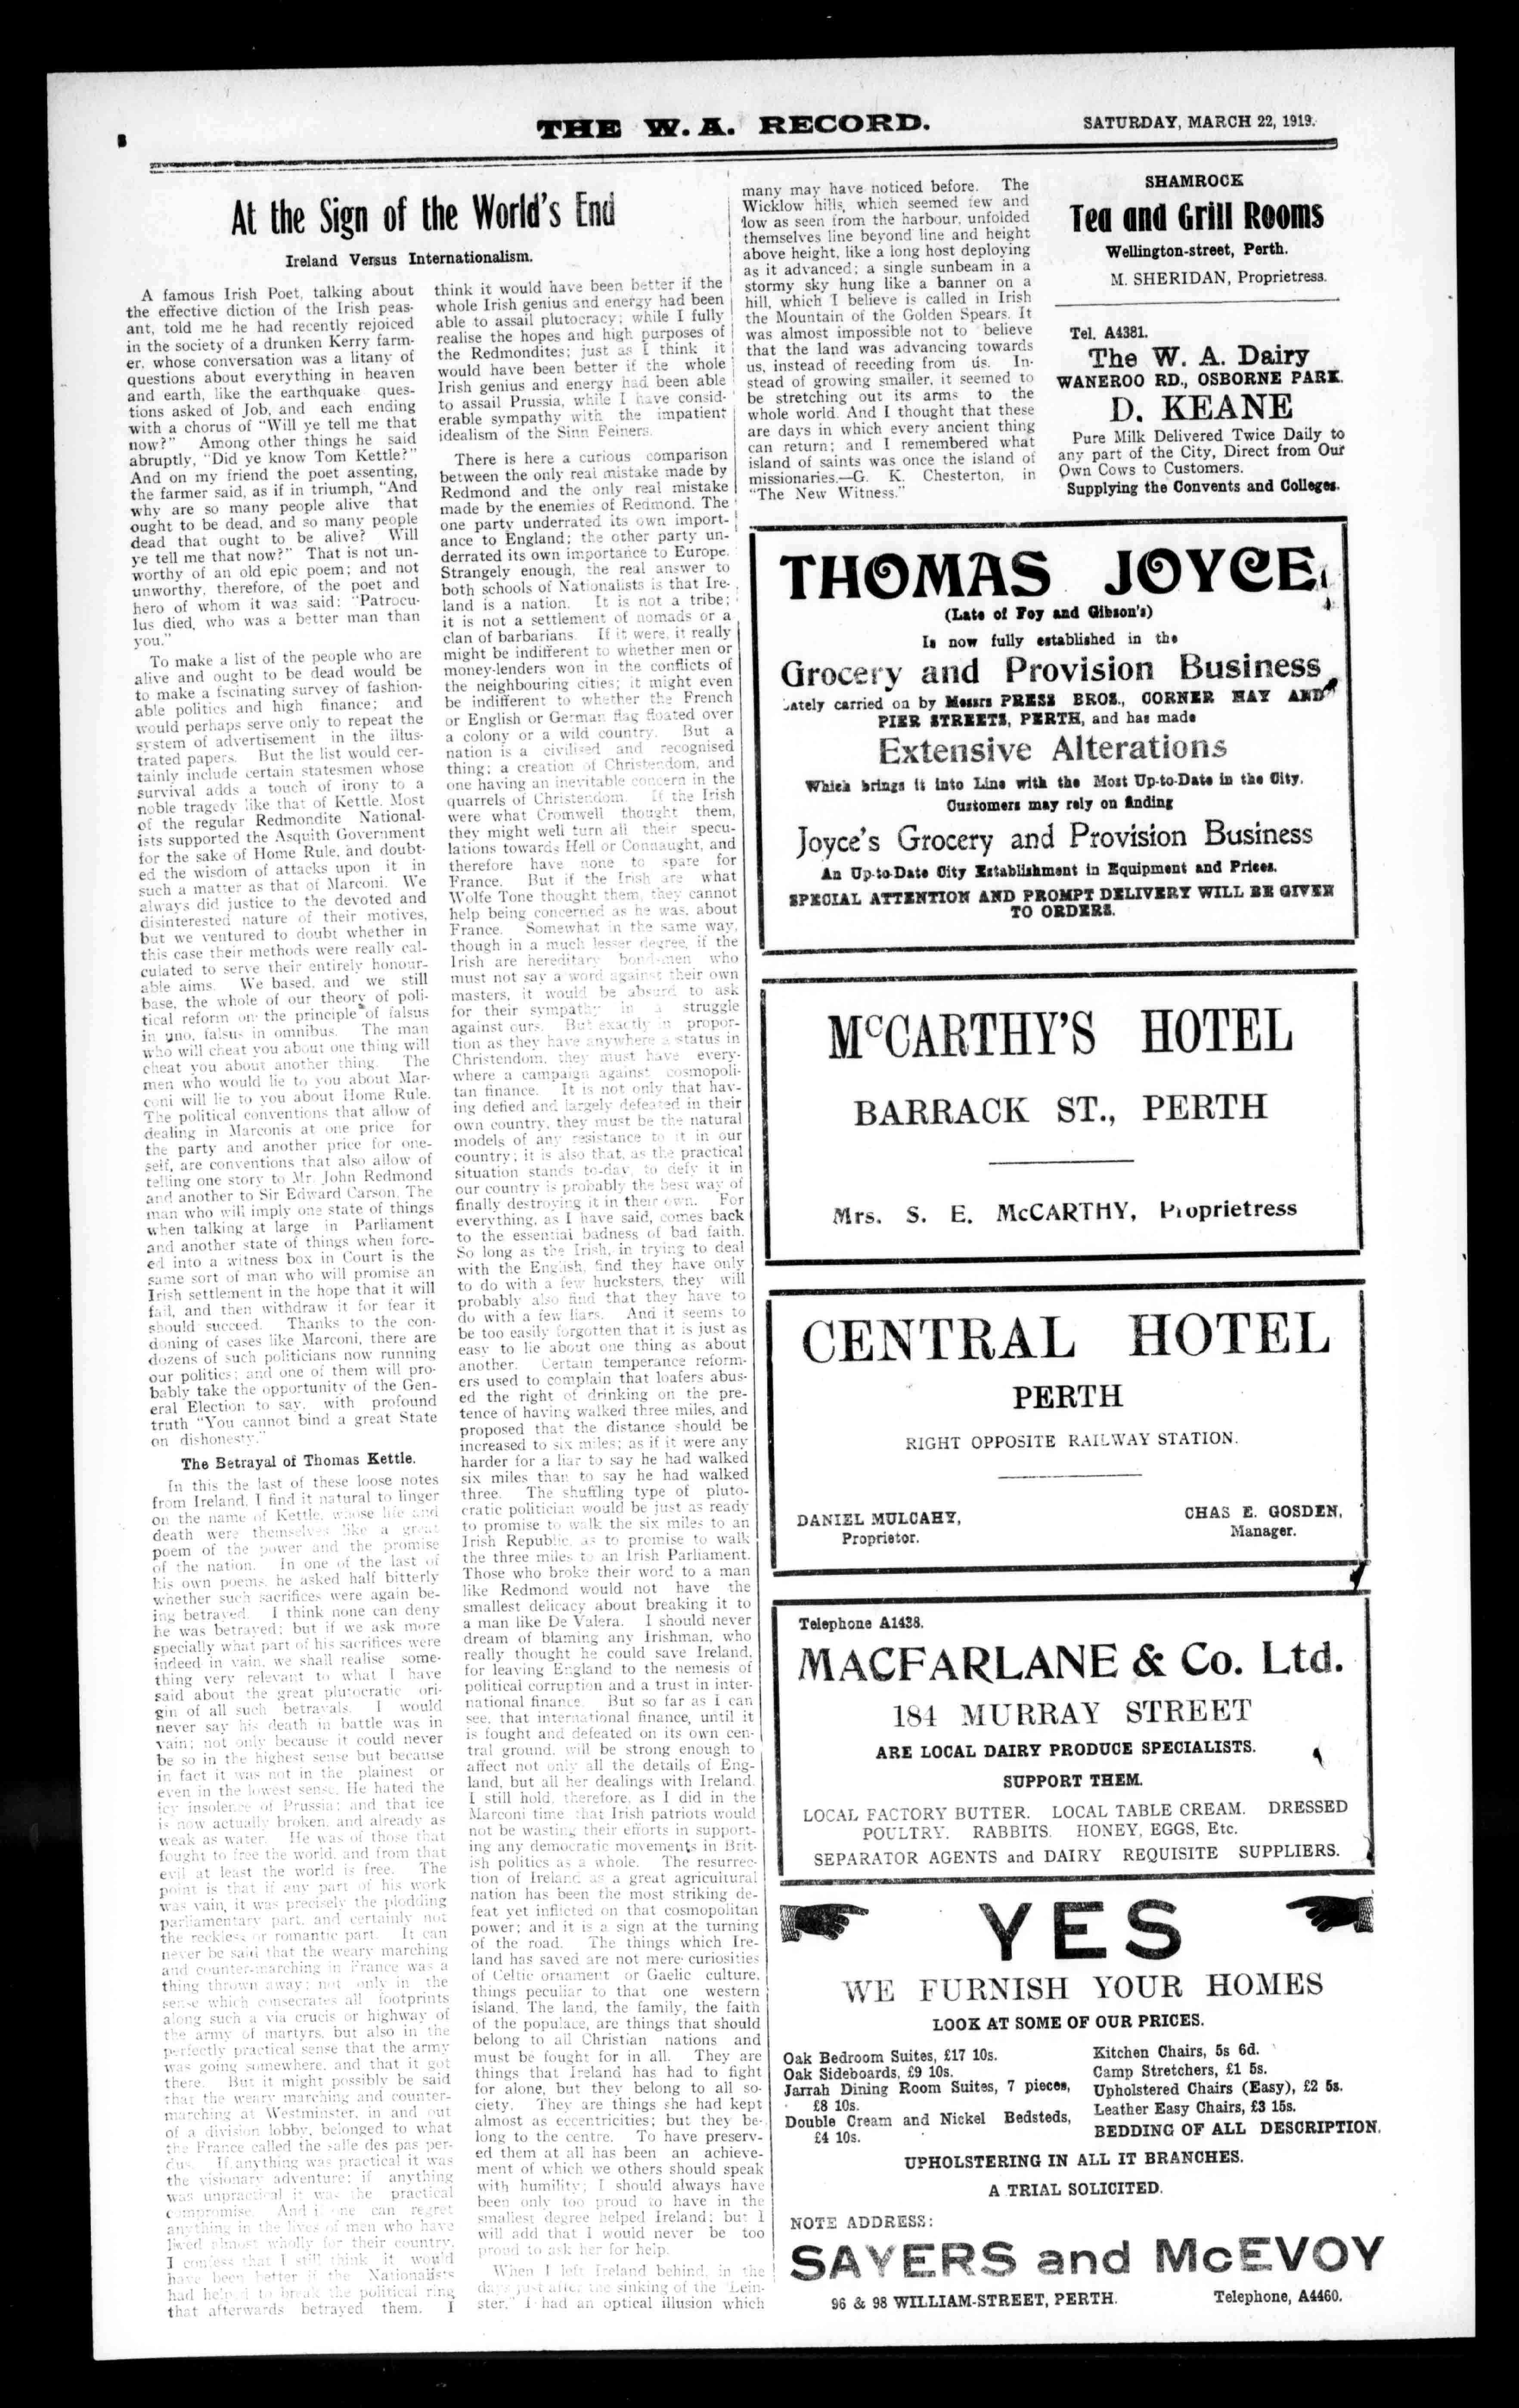 8
THE W. A. RECORD.
SATURDAY, MARCH 22, 1919.
At the Sign of the World's End
Ireland Versus Internationalism.
A famous Irish Poet, talking about
the effective diction of the Irish peas-
ant, told me he had recently rejoiced
in the society of a drunken Kerry farm-
er, whose conversation was a litany of
questions about everything in heaven
and earth, like the earthquake ques-
tions asked of Job, and each ending
with a chorus of "Will ye tell me that
now?" Among other things he said
abruptly, "Did ye know Tom Kettle?"
And on my friend the poet assenting,
the farmer said, as if in triumph, "And
why are so many people alive that
ought to be dead, and so many people
dead that ought to be alive? Will
ye tell me that now?" That is not un-
worthy of an old epic poem; and not
unworthy, therefore, of the poet and
hero of whom it was said: "Patrocu-
lus died, who was a better man than
you."
To make a list of the people who are
alive and ought to be dead would be
to make a fscinating survey of fashion-
able politics and high finance; and
would perhaps serve only to repeat the
system of advertisement in the illus-
trated papers. But the list would cer-
tainly include certain statesmen whose
survival adds a touch of irony to a
noble tragedy like that of Kettle. Most
of the regular Redmondite National-
ists supported the Asquith Government
for the sake of Home Rule, and doubt-
ed the wisdom of attacks upon it in
such a matter as that of Marconi. We
always did justice to the devoted and
disinterested nature of their motives,
but we ventured to doubt whether in
this case their methods were really cal-
culated to serve their entirely honour-
able aims. We based, and we still
base, the whole of our theory of poli-
tical reform on the principle of falsus
in uno, falsus in omnibus. The man
who will cheat you about one thing will
cheat you about another thing. The
men who would lie to you about Mar-
coni will lie to you about Home Rule.
The political conventions that allow of
dealing in Marconis at one price for
the party and another price for one-
self, are conventions that also allow of
telling one story to Mr. John Redmond
and another to Sir Edward Carson. The
man who will imply one state of things
when talking at large in Parliament
and another state of things when forc-
ed into a witness box in Court is the
same sort of man who will promise an
Irish settlement in the hope that it will
fail, and then withdraw it for fear it
should succeed. Thanks to the con-
doning of cases like Marconi, there are
dozens of such politicians now running
our politics; and one of them will pro-
bably take the opportunity of the Gen-
eral Election to say, with profound
truth "You cannot bind a great State
on dishonesty."
The Betrayal of Thomas Kettle.
In this the last of these loose notes
from Ireland, I find it natural to linger
on the name of Kettle, whose life and
death were themselves like a great
poem of the power and the promise
of the nation. In one of the last of
his own poems, he asked half bitterly
whether such sacrifices were again be-
ing betrayed. I think none can deny
he was betrayed; but if we ask more
specially what part of his sacrifices were
indeed in vain, we shall realise some-
thing very relevant to what I have
said about the great plutocratic ori-
gin of all such betrayals. I would
never say his death in battle was in
vain; not only because it could never
be so in the highest sense but because
in fact it was not in the plainest or
even in the lowest sense. He hated the
icy insolence of Prussia; and that ice
is now actually broken, and already as
weak as water. He was of those that
fought to free the world, and from that
evil at least the world is free. The
point is that if any part of his work
was vain, it was precisely the plodding
parliamentary part, and certainly not
the reckless or romantic part. It can
never be said that the weary marching
and counter-marching in France was a
thing thrown away; not only in the
sense which consecrates all footprints
along such a via crucis or highway of
the army of martyrs, but also in the
perfectly practical sense that the army
was going somewhere, and that it got
there. But it might possibly be said
that the weary marching and counter-
marching at Westminster, in and out
of a division lobby, belonged to what
the France called the salle des pas per-
dus. If anything was practical it was
the visionary adventure; if anything
was unpractical it was the practical
compromise. And i one can regret
anything in the lives of men who have
lived almost wholly for their country,
I confess that I still think it would
have been better if the Nationalists
had helped to break the political ring
that afterwards betrayed them. I
think it would have been better if the
whole Irish genius and energy had been
able to assail plutocracy; while I fully
realise the hopes and high purposes of
the Redmondites; just as I think it
would have been better if the whole
Irish genius and energy had been able
to assail Prussia, while I have consid-
erable sympathy with the impatient
idealism of the Sinn Feiners.
There is here a curious comparison
between the only real mistake made by
Redmond and the only real mistake
made by the enemies of Redmond. The
one party underrated its own import-
ance to England; the other party un-
derrated its own importance to Europe.
Strangely enough, the real answer to
both schools of Nationalists is that Ire-
land is a nation. It is not a tribe;
it is not a settlement of nomads or a
clan of barbarians. If it were, it really
might be indifferent to whether men or
money-lenders won in the conflicts of
the neighbouring cities; it might even
be indifferent to whether the French
or English or German flag floated over
a colony or a wild country. But a
nation is a civilised and recognised
thing; a creation of Christendom, and
one having an inevitable concern in the
quarrels of Christendom. If the Irish
were what Cromwell thought them,
they might well turn all their specu-
lations towards Hell or Connaught, and
therefore have none to spare for
France. But if the Irish are what
Wolfe Tone thought them, they cannot
help being concerned as he was, about
France. Somewhat in the same way,
though in a much lesser degree, if the
Irish are hereditary bondsmen who
must not say a word against their own
masters, it would be absurd to ask
for their sympathy in a struggle
against ours. But exactly in propor-
tion as they have anywhere a status in
Christendom, they must have every-
where a campaign against cosmopoli-
tan finance. It is not only that hav-
ing defied and largely defeated in their
own country, they must be the natural
models of any resistance to it in our
country; it is also that, as the practical
situation stands to-day, to defy it in
our country is probably the best way of
finally destroying it in their own. For
everything, as I have said, comes back
to the essential badness of bad faith.
So long as the Irish, in trying to deal
with the English, find they have only
to do with a few hucksters, they will
probably also find that they have to
do with a few liars. And it seems to
be too easily forgotten that it is just as
easy to lie about one thing as about
another. Certain temperance reform-
ers used to complain that loafers abus-
ed the right of drinking on the pre-
tence of having walked three miles, and
proposed that the distance should be
increased to six miles; as if it were any
harder for a liar to say he had walked
six miles than to say he had walked
three. The shuffling type of pluto-
cratic politician would be just as ready
to promise to walk the six miles to an
Irish Republic, as to promise to walk
the three miles to an Irish Parliament.
Those who broke their word to a man
like Redmond would not have the
smallest delicacy about breaking it to
a man like De Valera. I should never
dream of blaming any Irishman, who
really thought he could save Ireland,
for leaving England to the nemesis of
political corruption and a trust in inter-
national finance. But so far as I can
see, that international finance, until it
is fought and defeated on its own cen-
tral ground, will be strong enough to
affect not only all the details of Eng-
land, but all her dealings with Ireland.
I still hold, therefore, as I did in the
Marconi time that Irish patriots would
not be wasting their efforts in support-
ing any democratic movements in Brit-
ish politics as a whole. The resurrec-
tion of Ireland as a great agricultural
nation has been the most striking de-
feat yet inflicted on that cosmopolitan
power; and it is a sign at the turning
of the road. The things which Ire-
land has saved are not mere curiosities
of Celtic ornament or Gaelic culture,
things peculiar to that one western
island. The land, the family, the faith
of the populace, are things that should
belong to all Christian nations and
must be fought for in all. They are
things that Ireland has had to fight
for alone, but they belong to all so-
ciety. They are things she had kept
almost as eccentricities; but they be-
long to the centre. To have preserv-
ed them at all has been an achieve-
ment of which we others should speak
with humility; I should always have
been only too proud to have in the
smallest degree helped Ireland; but I
will add that I would never be too
proud to ask her for help.
When I left Ireland behind, in the
days just after the sinking of the "Lein-
ster," I had an optical illusion which
many may have noticed before. The
Wicklow hills, which seemed few and
low as seen from the harbour, unfolded
themselves line beyond line and height
above height, like a long host deploying
as it advanced; a single sunbeam in a
stormy sky hung like a banner on a
hill, which I believe is called in Irish
the Mountain of the Golden Spears. It
was almost impossible not to believe
that the land was advancing towards
us, instead of receding from us. In-
stead of growing smaller, it seemed to
be stretching out its arms to the
whole world. And I thought that these
are days in which every ancient thing
can return; and I remembered what
island of saints was once the island of
missionaries.—G. K. Chesterton, in
"The New Witness."
SHAMROCK
Tea and Grill Rooms
Wellington-street, Perth.
M. SHERIDAN, Proprietress.
Tel. A4381.
The W. A. Dairy
WANEROO RD., OSBORNE PARK.
D. KEANE
Pure Milk Delivered Twice Daily to
any part of the City, Direct from Our
Own Cows to Customers.
Supplying the Convents and Colleges.
THOMAS JOYCE,
(Late of Foy and Gibson's)
Is now fully established in the
Grocery and Provision Business,
Lately carried on by Messrs PRESS BROS., CORNER HAY AND
PIER STREETS, PERTH, and has made
Extensive Alterations
Which brings it into Line with the Most Up-to-Date in the City.
Customers may rely on finding
Joyce's Grocery and Provision Business
An Up-to-Date City Establishment in Equipment and Prices.
SPECIAL ATTENTION AND PROMPT DELIVERY WILL BE GIVEN
TO ORDERS.
McCARTHY'S HOTEL
BARRACK ST., PERTH
Mrs. S. E. McCARTHY, Proprietress
CENTRAL HOTEL
PERTH
RIGHT OPPOSITE RAILWAY STATION.
DANIEL MULCAHY,
Proprietor.
CHAS E. GOSDEN,
Manager.
Telephone A1438.
MACFARLANE & Co. Ltd.
184 MURRAY STREET
ARE LOCAL DAIRY PRODUCE SPECIALISTS.
SUPPORT THEM.
LOCAL FACTORY BUTTER. LOCAL TABLE CREAM. DRESSED
POULTRY. RABBITS. HONEY, EGGS, Etc.
SEPARATOR AGENTS and DAIRY REQUISITE SUPPLIERS.
YES
WE FURNISH YOUR HOMES
LOOK AT SOME OF OUR PRICES.
Oak Bedroom Suites, £17 10s.
Oak Sideboards, £9 10s.
Jarrah Dining Room Suites, 7 pieces,
£8 10s.
Double Cream and Nickel Bedsteds,
£4 10s.
Kitchen Chairs, 5s 6d.
Camp Stretchers, £1 5s.
Upholstered Chairs (Easy), £2 5s.
Leather Easy Chairs, £3 15s.
BEDDING OF ALL DESCRIPTION.
UPHOLSTERING IN ALL IT BRANCHES.
A TRIAL SOLICITED.
NOTE ADDRESS:
SAYERS and McEVOY
96 & 98 WILLIAM-STREET, PERTH.
Telephone, A4460.